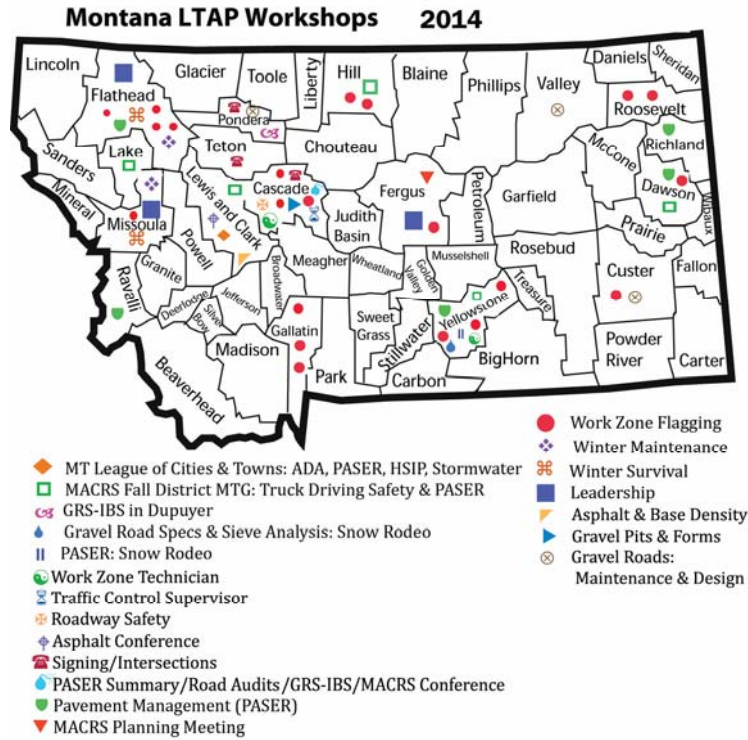 Montana LTAP Workshops 2014
Lincoln
Flathead
Glacier
Toole
Liberty
Hill
Blaine
Phillips
Valley
Daniels
Sheridan
Roosevelt
Pondera
Richland
Sanders
Lake
Teton
Chouteau
McCone
Dawson
Wibaux
Mineral
Missoula
Lewis and Clark
Cascade
Fergus
Petroleum
Garfield
Prairie
Powell
Judith
Basin
Ravalli
Granite
Meagher
Wheatland
Golden
Valley
Musselshell
Rosebud
Treasure
Custer
Fallon
Deerlodge
Silver
Bow
Jefferson
Broadwater
Gallatin
Sweet
Grass
Stillwater
Yellowstone
Madison
Park
Carbon
BigHorn
Powder
River
Carter
Beaverhead
MT League of Cities & Towns: ADA, PASER, HSIP, Stormwater
MACRS Fall District MTG: Truck Driving Safety & PASER
GRS-IBS in Dupuyer
Gravel Road Specs & Sieve Analysis: Snow Rodeo
PASER: Snow Rodeo
Work Zone Technician
Traffic Control Supervisor
Roadway Safety
Asphalt Conference
Signing/Intersections
PASER Summary/Road Audits/GRS-IBS/MACRS Conference
Pavement Management (PASER)
MACRS Planning Meeting
Work Zone Flagging
Winter Maintenance
Winter Survival
Leadership
Asphalt & Base Density
Gravel Pits & Forms
Gravel Roads:
Maintenance & Design